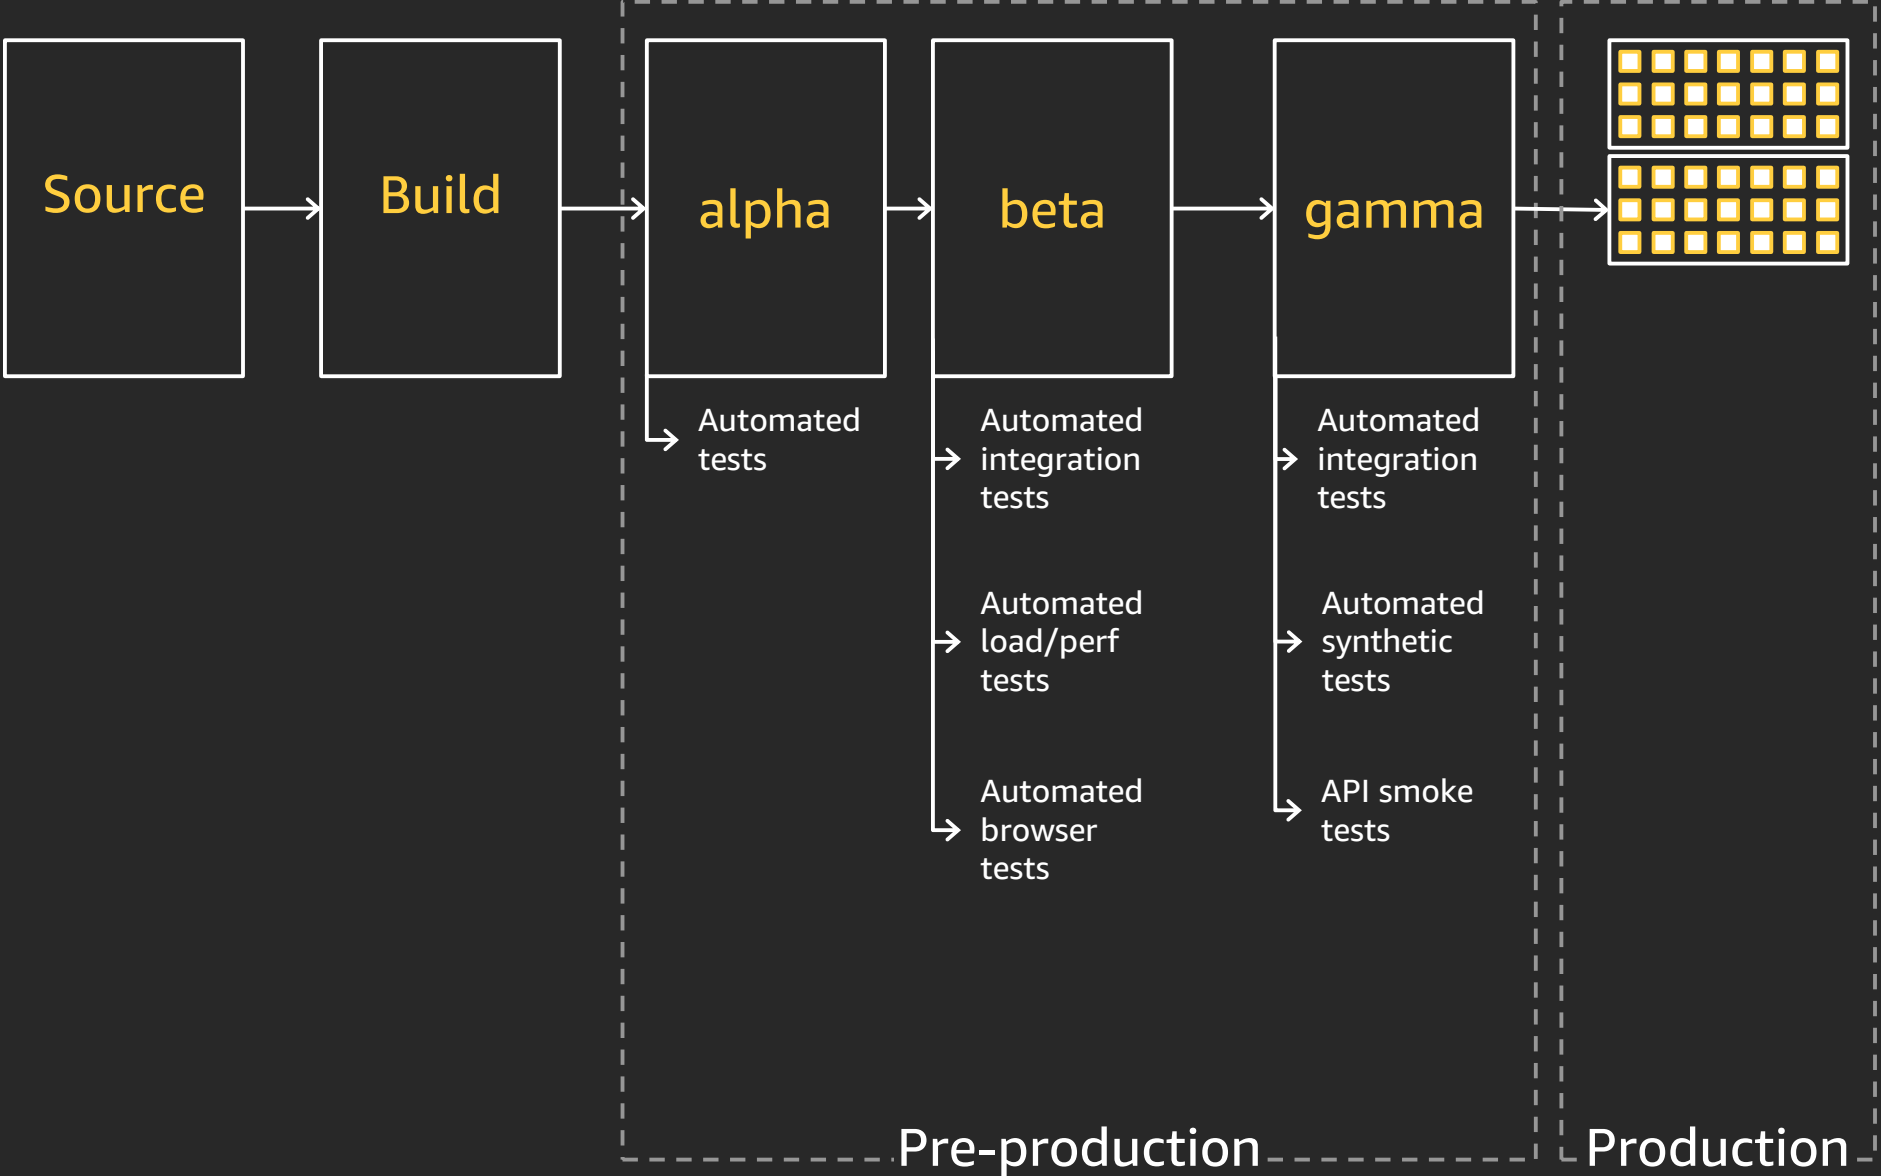 Source
Build
alpha
beta
gamma
Automated
tests
Automated
integration
tests
Automated
load/perf
tests
Automated
browser
tests
Automated
integration
tests
Automated
synthetic
tests
API smoke
tests
Pre-production
Production